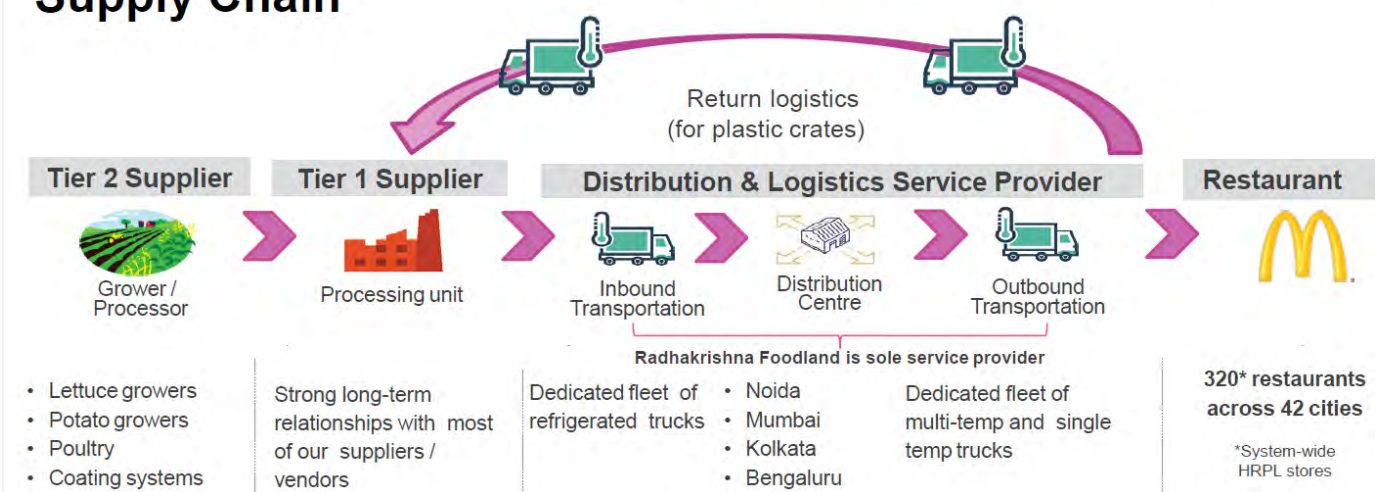 Supply Chain
Return logistics
(for plastic crates)
Tier 2 Supplier
Tier 1 Supplier
Distribution & Logistics Service Provider
Restaurant
Grower /
Processor
Processing unit
Inbound
Transportation
Distribution
Centre
Outbound
Transportation
Radhakrishna Foodland is sole service provider
• Lettuce growers
• Potato growers
• Poultry
• Coating systems
Strong long-term
relationships with most
of our suppliers /
vendors
Dedicated fleet of
refrigerated trucks
• Noida
• Mumbai
• Kolkata
• Bengaluru
Dedicated fleet of
multi-temp and single
temp trucks
320* restaurants
across 42 cities
*System-wide
HRPL stores